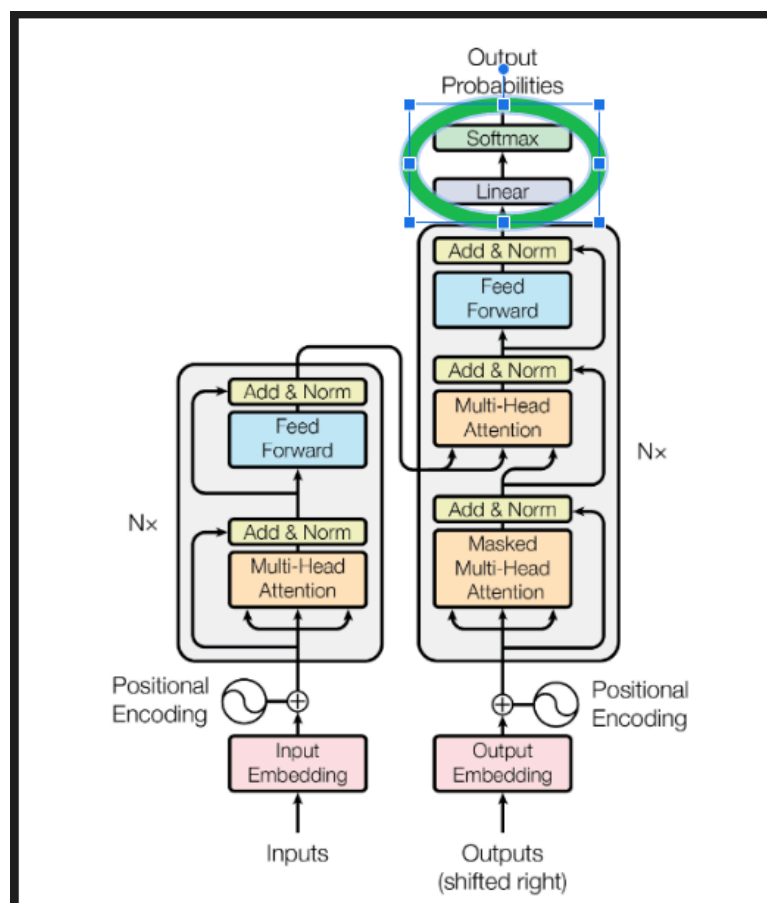 Output
Probabilities
Softmax
Linear
Add & Norm
Feed
Forward
Add & Norm
Multi-Head
Attention
Add & Norm
Masked
Multi-Head
Attention
Nx
Add & Norm
Feed
Forward
Add & Norm
Multi-Head
Attention
Nx
Positional
Encoding
Positional
Encoding
Input
Embedding
Output
Embedding
Inputs
Outputs
(shifted right)